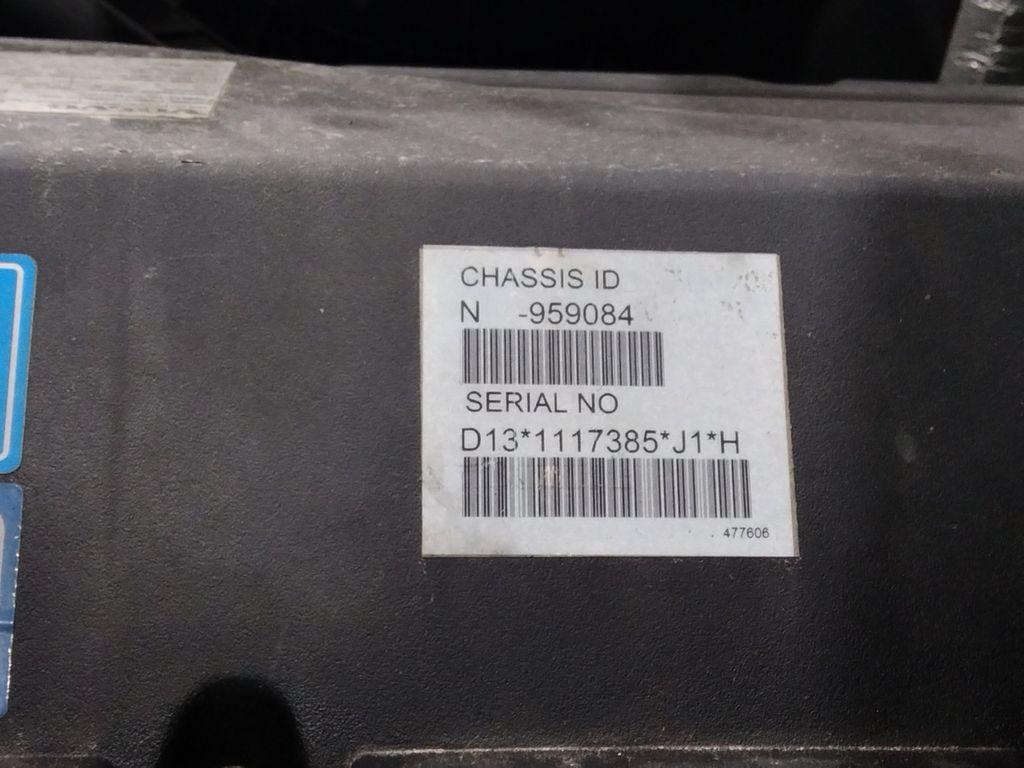 CHASSIS ID
N -959084
SERIAL NO
D13*1117385*J1*H
477606